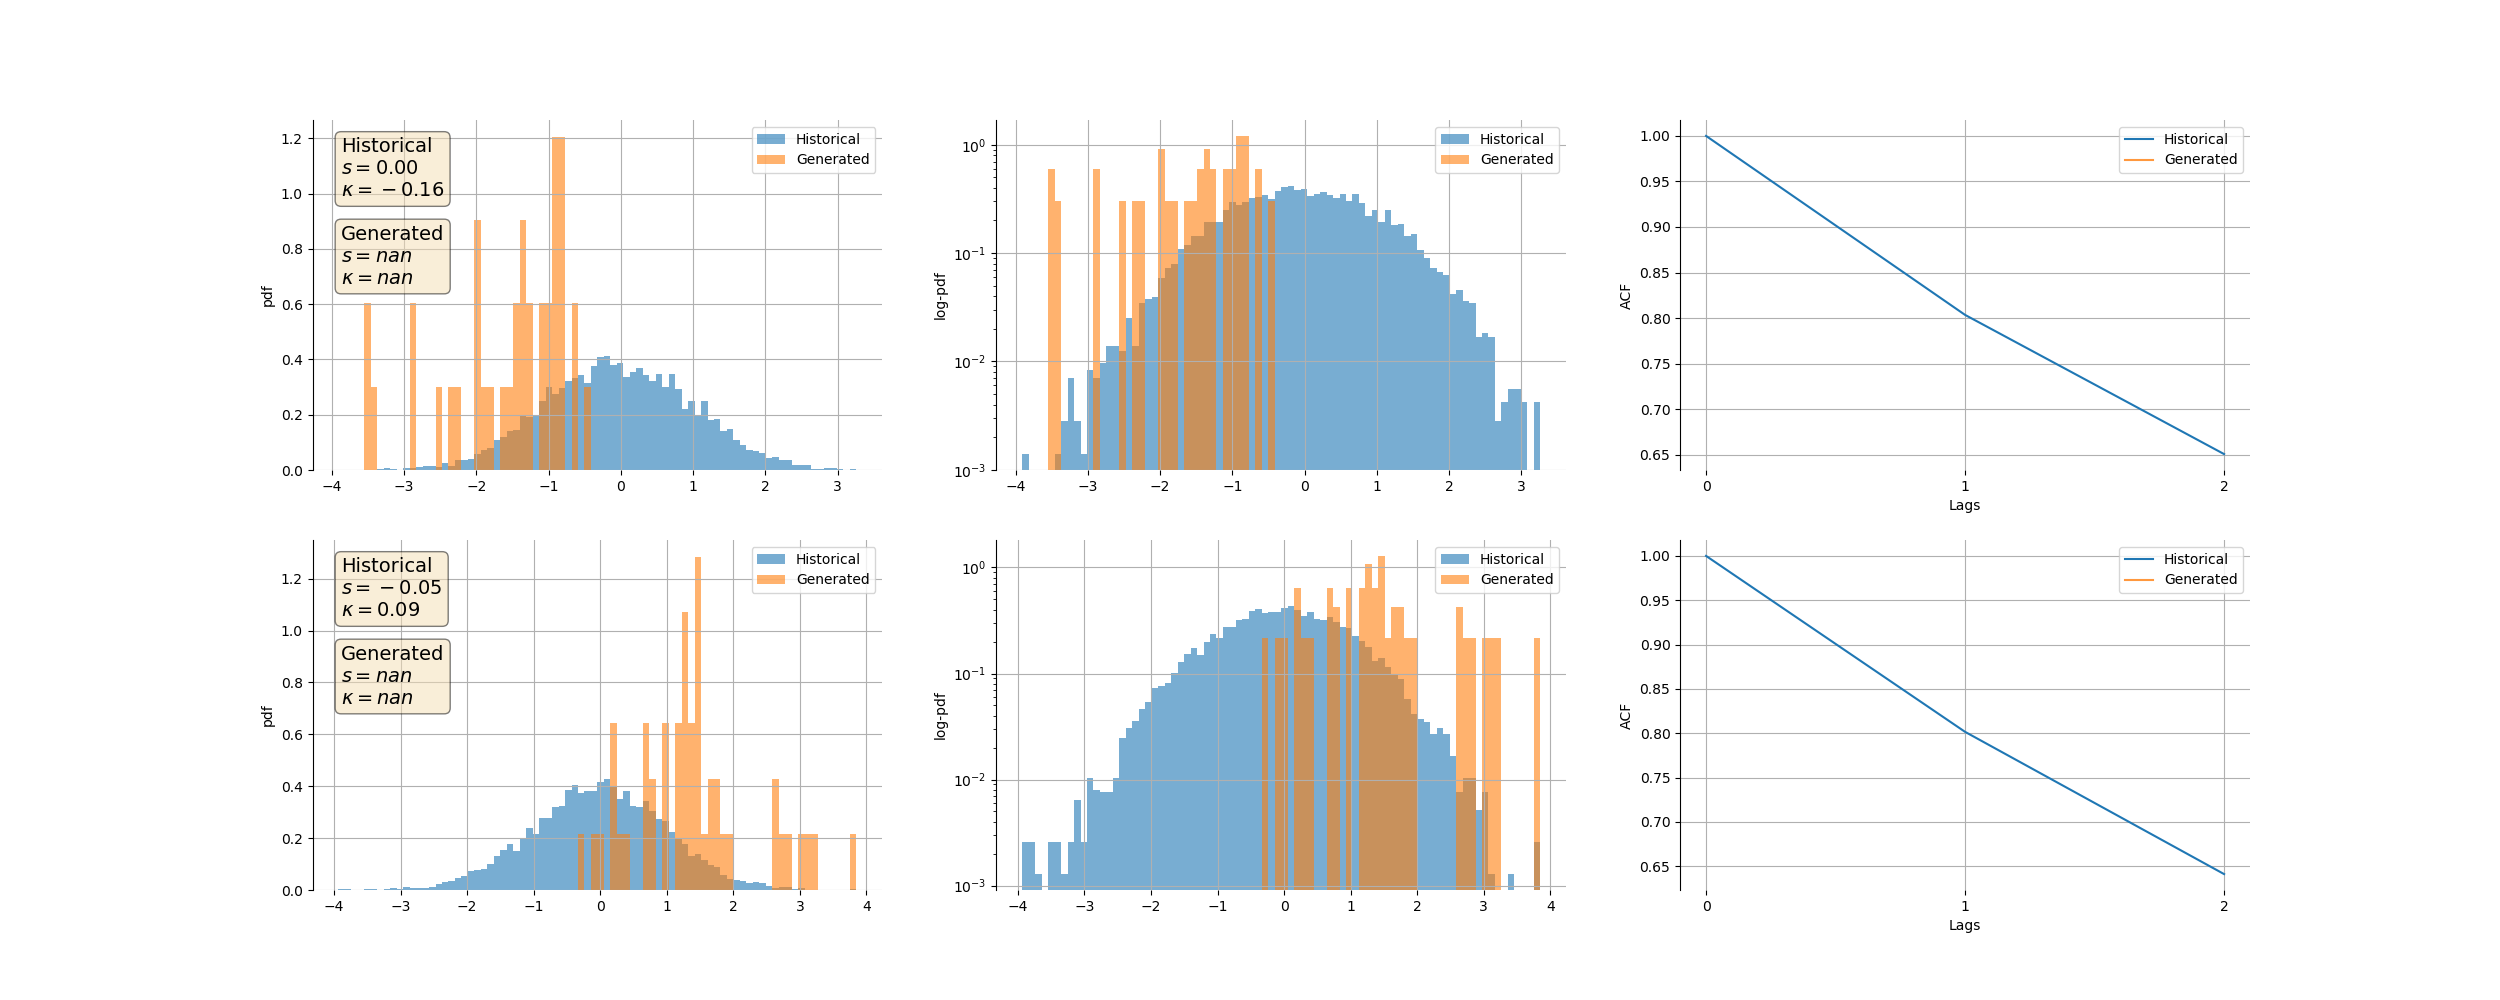 Historical
s = 0.00
κ = −0.16
Generated
s = nan
κ = nan
Historical
Generated
pdf
0.0
0.2
0.4
0.6
0.8
1.0
1.2
−4 −3 −2 −1 0 1 2 3
Historical
Generated
log-pdf
10⁰
10⁻¹
10⁻²
10⁻³
−4 −3 −2 −1 0 1 2 3
Historical
Generated
ACF
1.00
0.95
0.90
0.85
0.80
0.75
0.70
0.65
0 1 2
Lags
Historical
s = −0.05
κ = 0.09
Generated
s = nan
κ = nan
Historical
Generated
pdf
0.0
0.2
0.4
0.6
0.8
1.0
1.2
−4 −3 −2 −1 0 1 2 3 4
Historical
Generated
log-pdf
10⁰
10⁻¹
10⁻²
10⁻³
−4 −3 −2 −1 0 1 2 3 4
Historical
Generated
ACF
1.00
0.95
0.90
0.85
0.80
0.75
0.70
0.65
0 1 2
Lags